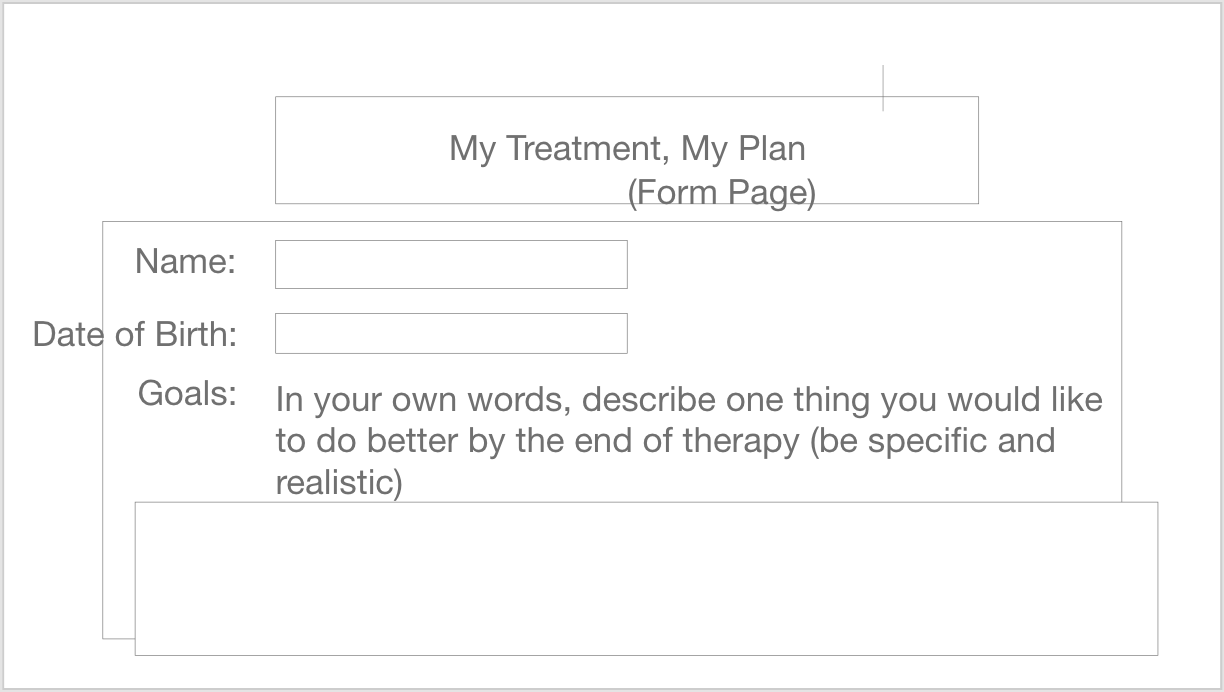 My Treatment, My Plan
(Form Page)
Name:
Date of Birth:
Goals:
In your own words, describe one thing you would like
to do better by the end of therapy (be specific and
realistic)